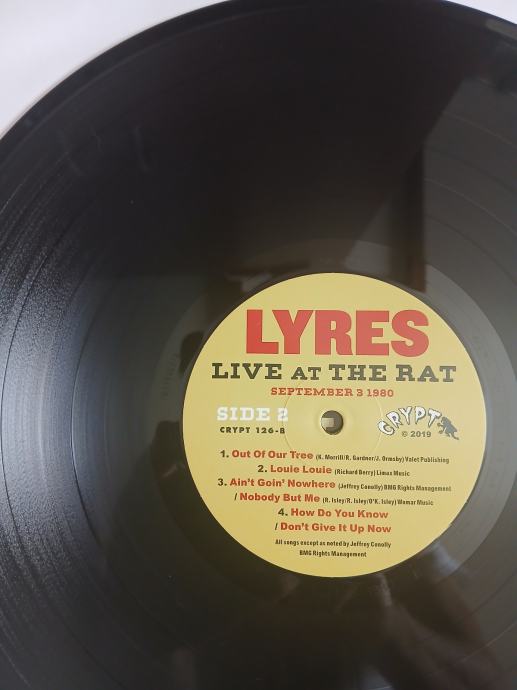 LYRES
LIVE AT THE RAT
SEPTEMBER 3 1980
SIDE 2
CRYPT 126-B
CRYPT
© 2019
1. Out Of Our Tree (K. Morrill/R. Gardner/J. Ormsby) Valet Publishing
2. Louie Louie (Richard Berry) Limax Music
3. Ain't Goin' Nowhere (Jeffrey Conolly) BMG Rights Management
/ Nobody But Me (R. Isley/R. Isley/O'K. Isley) Wamar Music
4. How Do You Know
/ Don't Give It Up Now
All songs except as noted by Jeffrey Conolly
BMG Rights Management